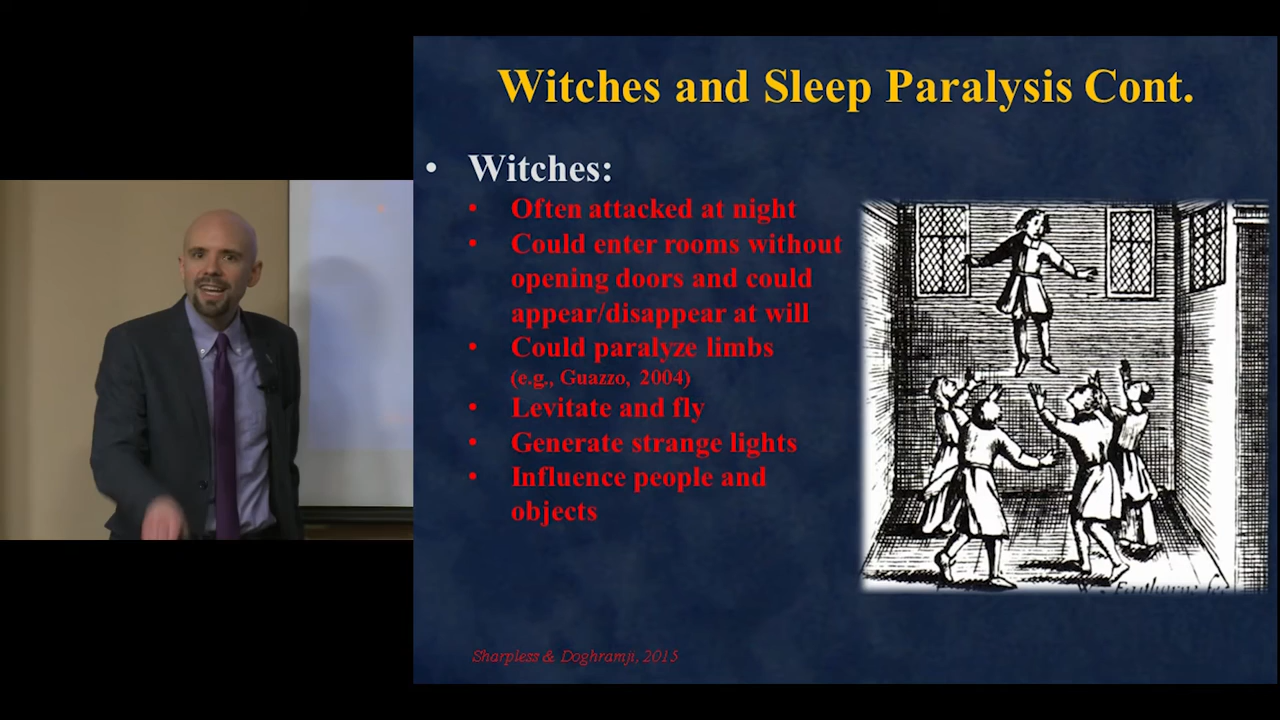 Witches and Sleep Paralysis Cont.
• Witches:
• Often attacked at night
• Could enter rooms without
opening doors and could
appear/disappear at will
• Could paralyze limbs
(e.g., Guazzo, 2004)
• Levitate and fly
• Generate strange lights
• Influence people and
objects
Sharpless & Doghramji, 2015